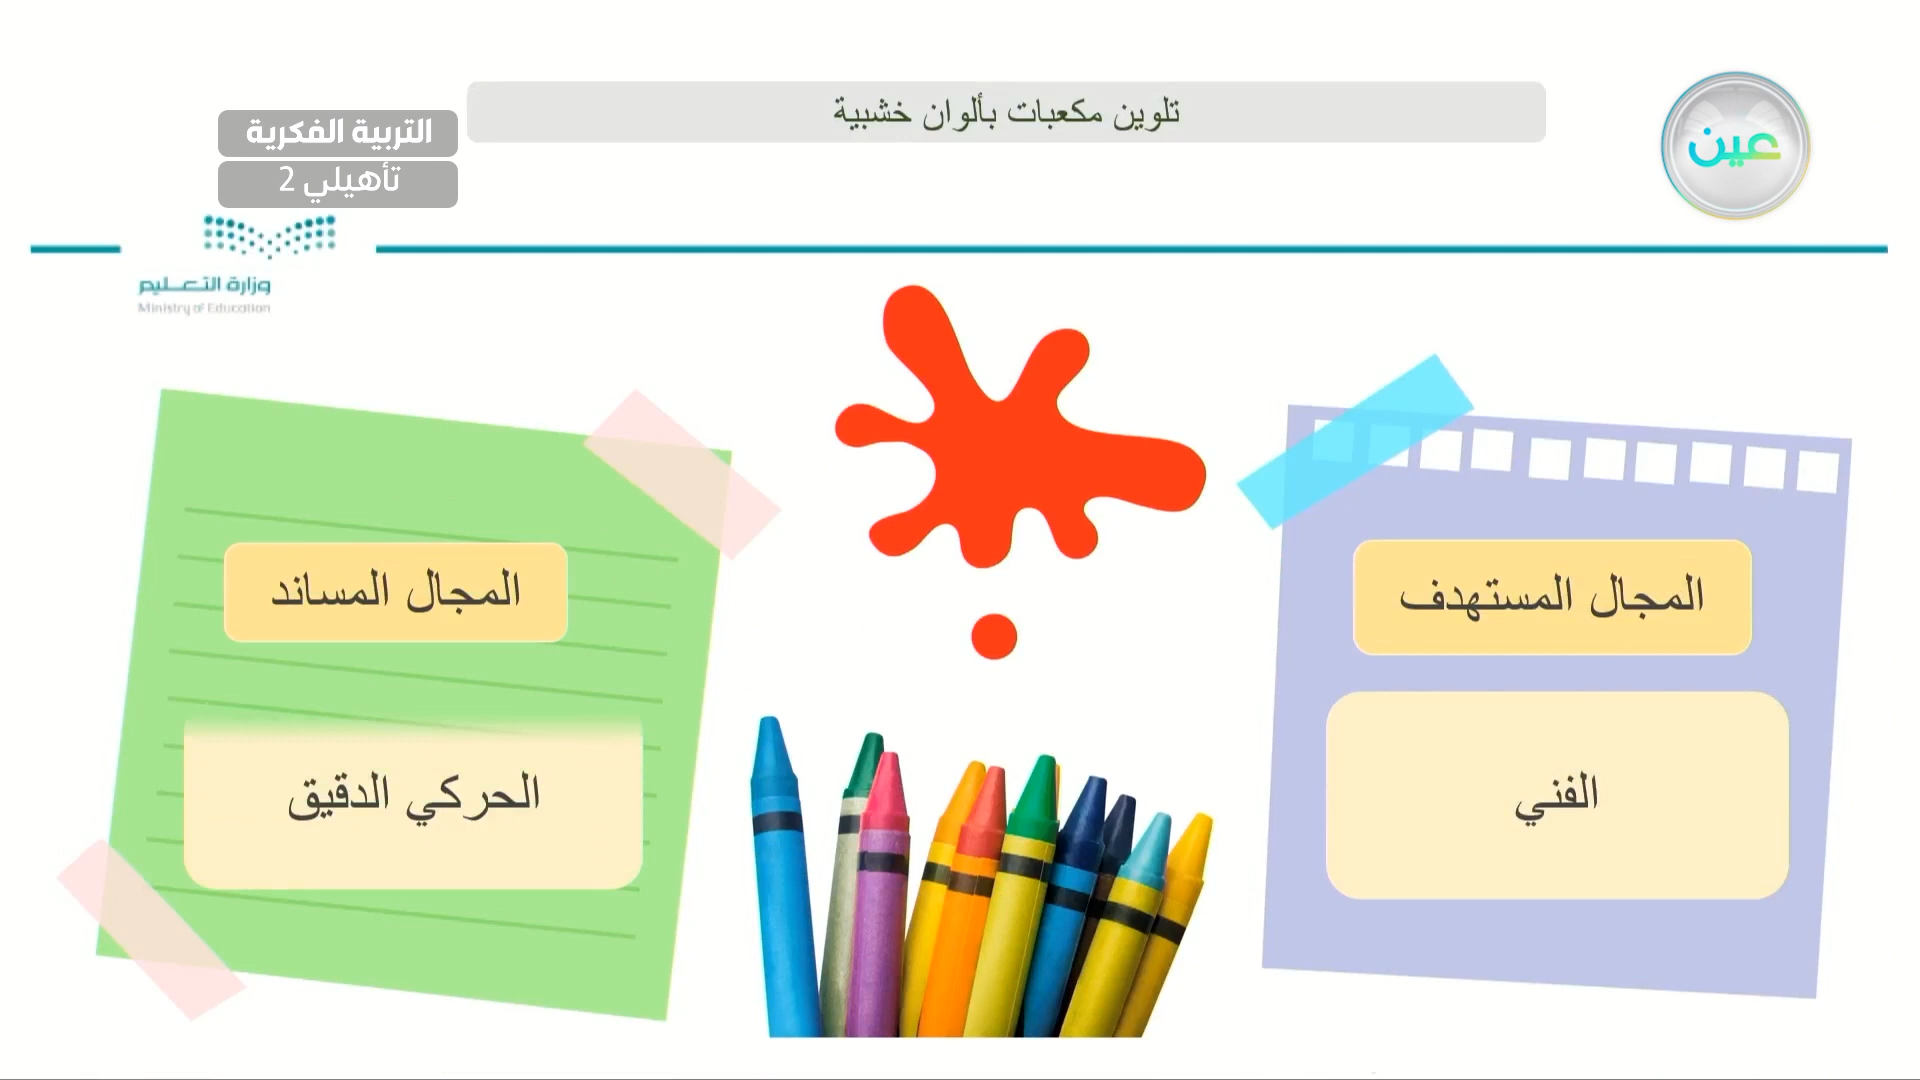 عين
تلوين مكعبات بألوان خشبية
التربية الفكرية
تأهيلي 2
وزارة التعليم
Ministry of Education
المجال المستهدف
الفني
المجال المساند
الحركي الدقيق